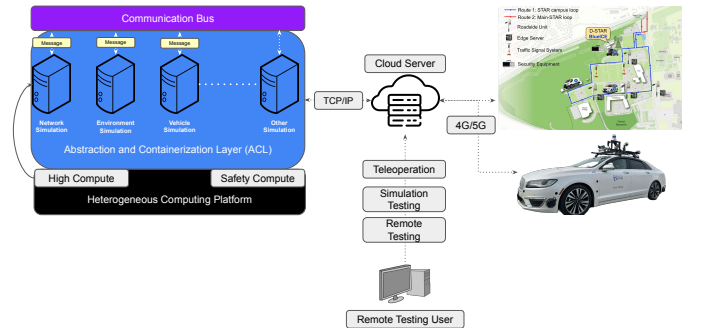 Communication Bus
Message
Message
Message
Network
Simulation
Environment
Simulation
Vehicle
Simulation
Other
Simulation
Abstraction and Containerization Layer (ACL)
High Compute
Safety Compute
Heterogeneous Computing Platform
TCP/IP
Cloud Server
4G/5G
Teleoperation
Simulation
Testing
Remote
Testing
Remote Testing User
Route 1: STAR campus loop
Route 2: Main-STAR loop
Roadside Unit
Edge Server
Traffic Signal System
Security Equipment
D-STAR
BlueICE